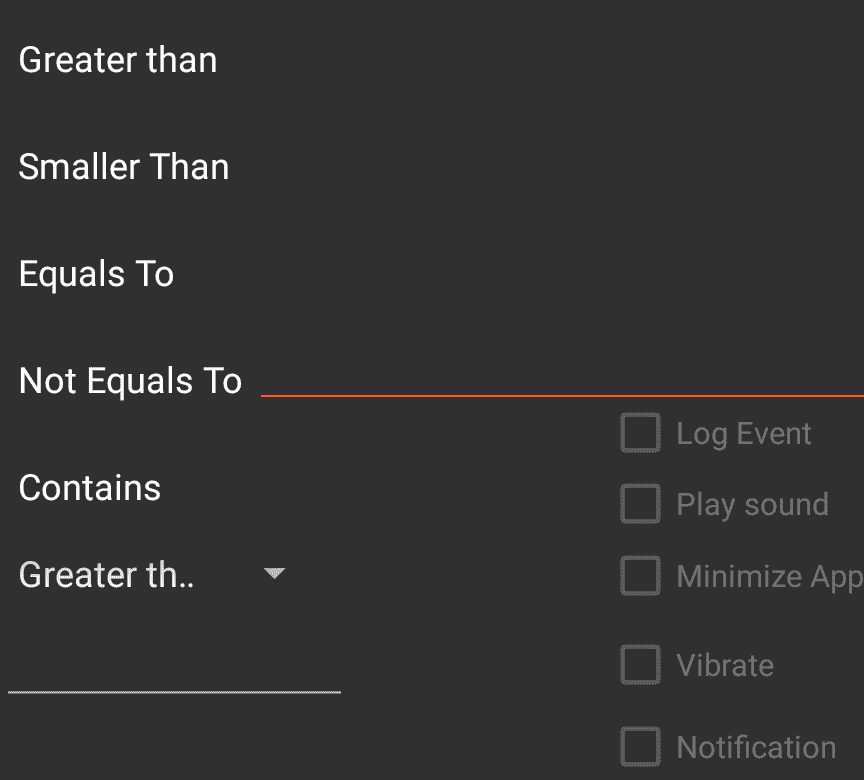 Greater than
Smaller Than
Equals To
Not Equals To
Log Event
Contains
Play sound
Greater th..
Minimize App
Vibrate
Notification